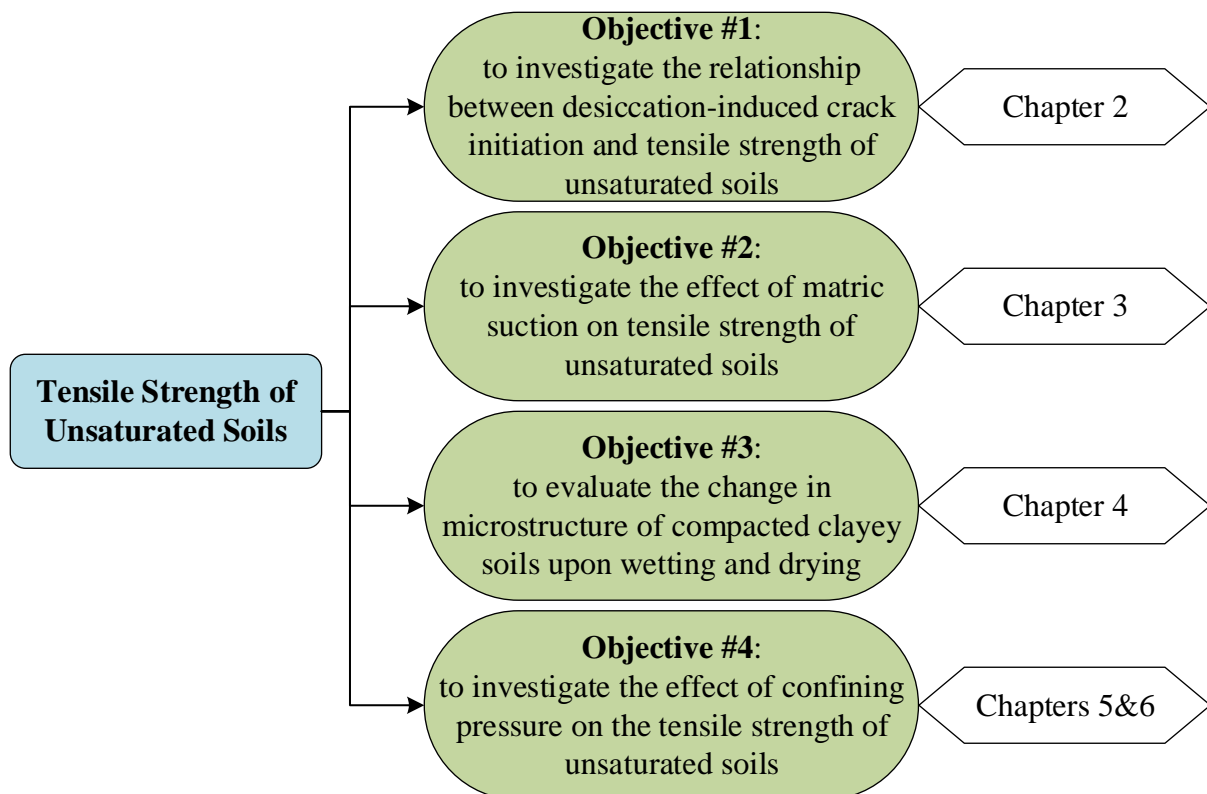 Objective #1:
to investigate the relationship
between desiccation-induced crack
initiation and tensile strength of
unsaturated soils
Chapter 2
Objective #2:
to investigate the effect of matric
suction on tensile strength of
unsaturated soils
Chapter 3
Tensile Strength of
Unsaturated Soils
Objective #3:
to evaluate the change in
microstructure of compacted clayey
soils upon wetting and drying
Chapter 4
Objective #4:
to investigate the effect of confining
pressure on the tensile strength of
unsaturated soils
Chapters 5&6